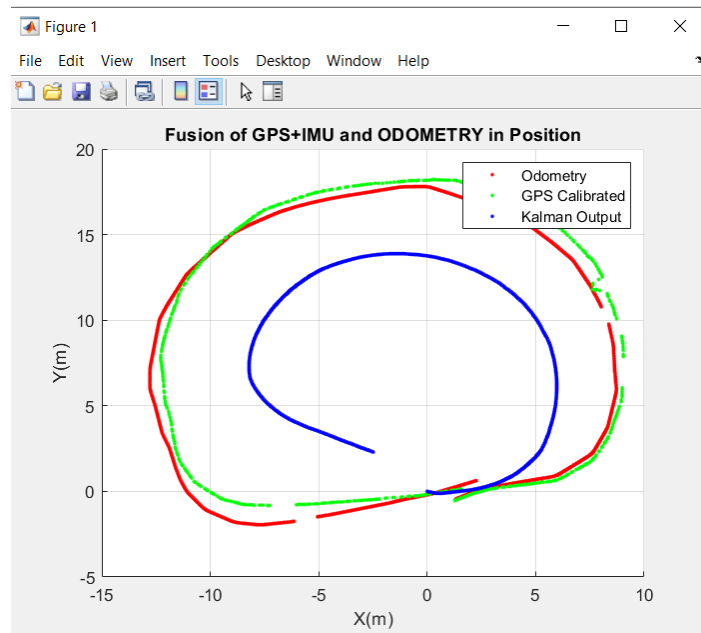 Figure 1
File Edit View Insert Tools Desktop Window Help
Fusion of GPS+IMU and ODOMETRY in Position
Odometry
GPS Calibrated
Kalman Output
20
15
10
5
0
-5
Y(m)
-15 -10 -5 0 5 10
X(m)